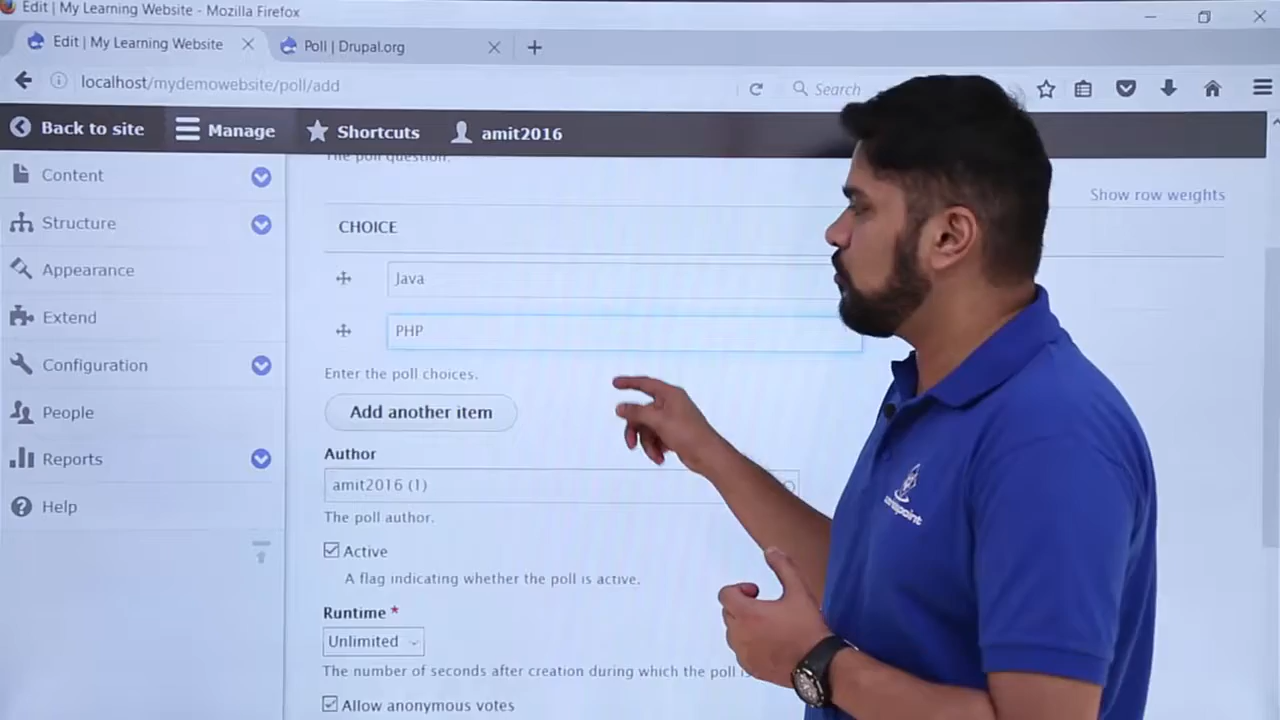 Edit | My Learning Website - Mozilla Firefox
Edit | My Learning Website
Poll | Drupal.org
localhost/mydemowebsite/poll/add
Search
Back to site
Manage
Shortcuts
amit2016
The poll question.
Content
Show row weights
Structure
CHOICE
Appearance
Java
Extend
PHP
Configuration
Enter the poll choices.
People
Add another item
Author
Reports
amit2016 (1)
Help
The poll author.
Active
A flag indicating whether the poll is active.
Runtime *
Unlimited
The number of seconds after creation during which the poll
Allow anonymous votes